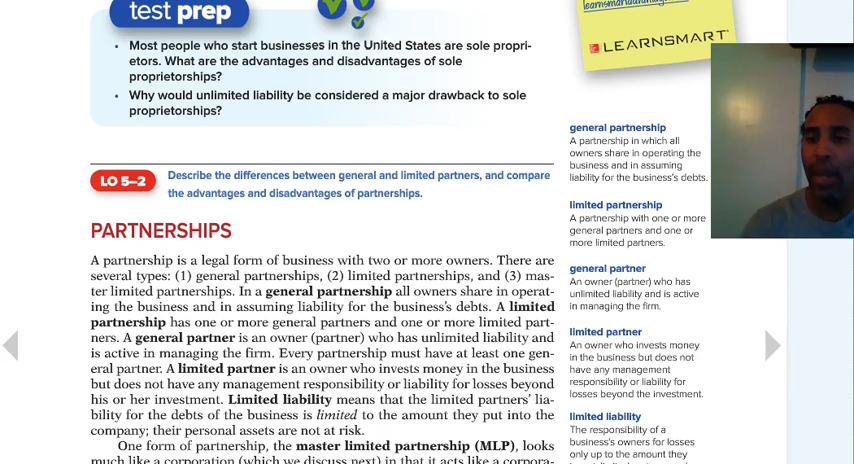 test prep
• Most people who start businesses in the United States are sole propri-
etors. What are the advantages and disadvantages of sole
proprietorships?
• Why would unlimited liability be considered a major drawback to sole
proprietorships?
LEARNSMART
LO 5–2
Describe the differences between general and limited partners, and compare
the advantages and disadvantages of partnerships.
PARTNERSHIPS
A partnership is a legal form of business with two or more owners. There are
several types: (1) general partnerships, (2) limited partnerships, and (3) mas-
ter limited partnerships. In a general partnership all owners share in operat-
ing the business and in assuming liability for the business's debts. A limited
partnership has one or more general partners and one or more limited part-
ners. A general partner is an owner (partner) who has unlimited liability and
is active in managing the firm. Every partnership must have at least one gen-
eral partner. A limited partner is an owner who invests money in the business
but does not have any management responsibility or liability for losses beyond
his or her investment. Limited liability means that the limited partners' lia-
bility for the debts of the business is limited to the amount they put into the
company; their personal assets are not at risk.
One form of partnership, the master limited partnership (MLP), looks
much like a corporation (which we discuss next) in that it acts like a corpora-
general partnership
A partnership in which all
owners share in operating the
business and in assuming
liability for the business's debts.
limited partnership
A partnership with one or more
general partners and one or
more limited partners.
general partner
An owner (partner) who has
unlimited liability and is active
in managing the firm.
limited partner
An owner who invests money
in the business but does not
have any management
responsibility or liability for
losses beyond the investment.
limited liability
The responsibility of a
business's owners for losses
only up to the amount they